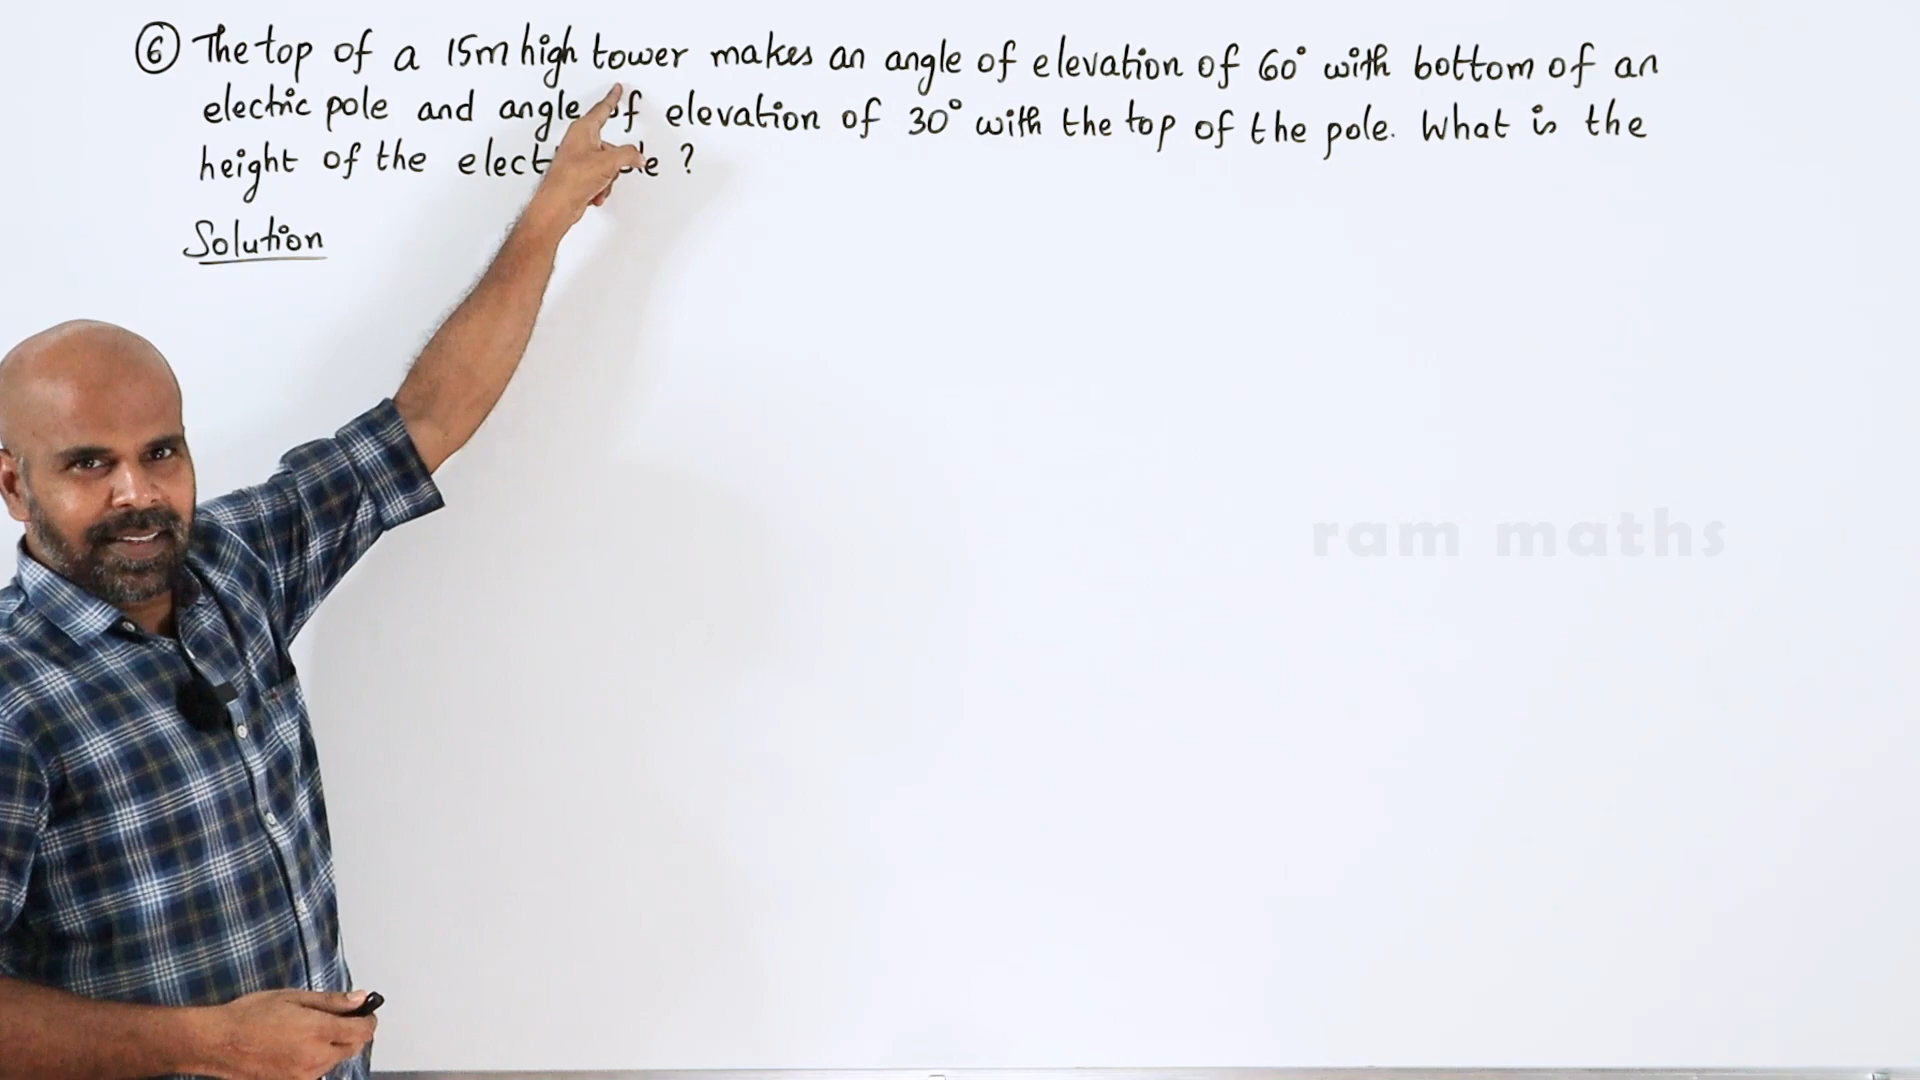 6 The top of a 15m high tower makes an angle of elevation of 60° with bottom of an
electric pole and angle of elevation of 30° with the top of the pole. What is the
height of the ?
Solution
ram maths